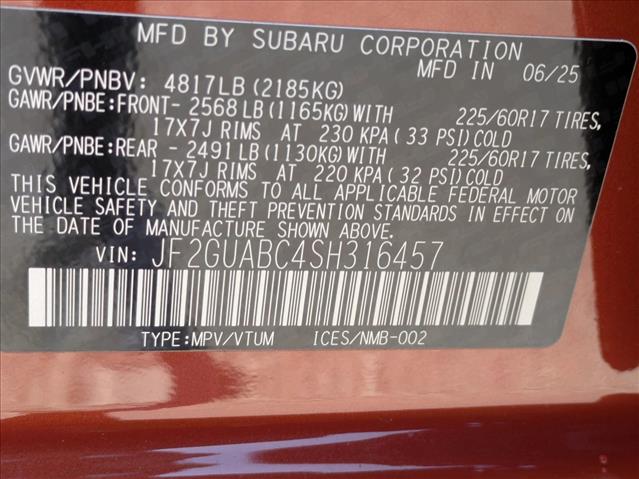 MFD BY SUBARU CORPORATION
MFD IN 06/25
GVWR/PNBV: 4817LB (2185KG)
GAWR/PNBE:FRONT- 2568 LB (1165KG)WITH 225/60R17 TIRES,
17X7J RIMS AT 230 KPA( 33 PSI)COLD
GAWR/PNBE:REAR - 2491 LB (1130KG)WITH 225/60R17 TIRES,
17X7J RIMS AT 220 KPA( 32 PSI)COLD
THIS VEHICLE CONFORMS TO ALL APPLICABLE FEDERAL MOTOR
VEHICLE SAFETY AND THEFT PREVENTION STANDARDS IN EFFECT ON
THE DATE OF MANUFACTURE SHOWN ABOVE.
VIN: JF2GUABC4SH316457
TYPE:MPV/VTUM ICES/NMB-002